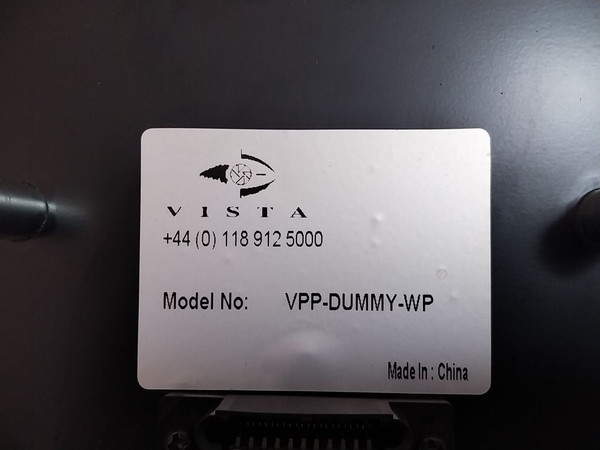 VISTA
+44 (0) 118 912 5000
Model No: VPP-DUMMY-WP
Made In : China